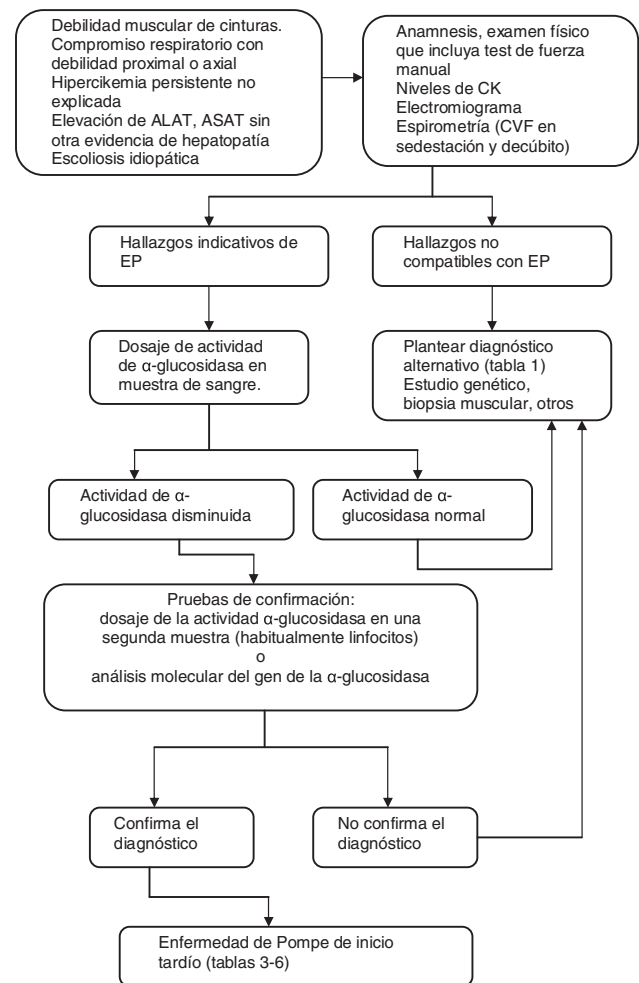 Debilidad muscular de cinturas.
Compromiso respiratorio con
debilidad proximal o axial
Hipercikemia persistente no
explicada
Elevación de ALAT, ASAT sin
otra evidencia de hepatopatía
Escoliosis idiopática
Anamnesis, examen físico
que incluya test de fuerza
manual
Niveles de CK
Electromiograma
Espirometría (CVF en
sedestación y decúbito)
Hallazgos indicativos de
EP
Hallazgos no
compatibles con EP
Dosaje de actividad
de α-glucosidasa en
muestra de sangre.
Plantear diagnóstico
alternativo (tabla 1)
Estudio genético,
biopsia muscular, otros
Actividad de α-
glucosidasa disminuida
Actividad de α-
glucosidasa normal
Pruebas de confirmación:
dosaje de la actividad α-glucosidasa en una
segunda muestra (habitualmente linfocitos)
o
análisis molecular del gen de la α-glucosidasa
Confirma el
diagnóstico
No confirma el
diagnóstico
Enfermedad de Pompe de inicio
tardío (tablas 3-6)